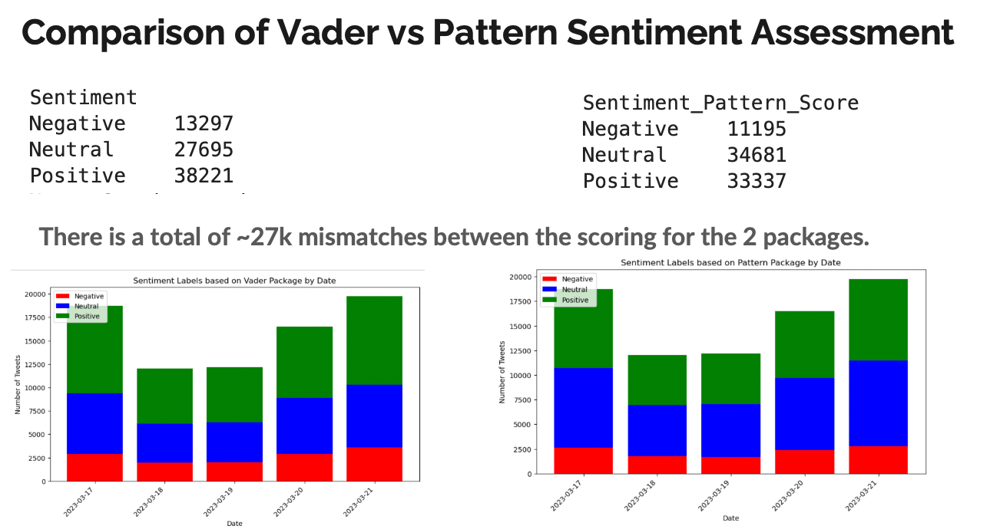 Comparison of Vader vs Pattern Sentiment Assessment
Sentiment
Negative 13297
Neutral 27695
Positive 38221
Sentiment_Pattern_Score
Negative 11195
Neutral 34681
Positive 33337
There is a total of ~27k mismatches between the scoring for the 2 packages.
Sentiment Labels based on Vader Package by Date
Negative
Neutral
Positive
Number of Tweets
20000
17500
15000
12500
10000
7500
5000
2500
0
2023-03-17
2023-03-18
2023-03-19
2023-03-20
2023-03-21
Date
Sentiment Labels based on Pattern Package by Date
Negative
Neutral
Positive
Number of Tweets
20000
17500
15000
12500
10000
7500
5000
2500
0
2023-03-17
2023-03-18
2023-03-19
2023-03-20
2023-03-21
Date